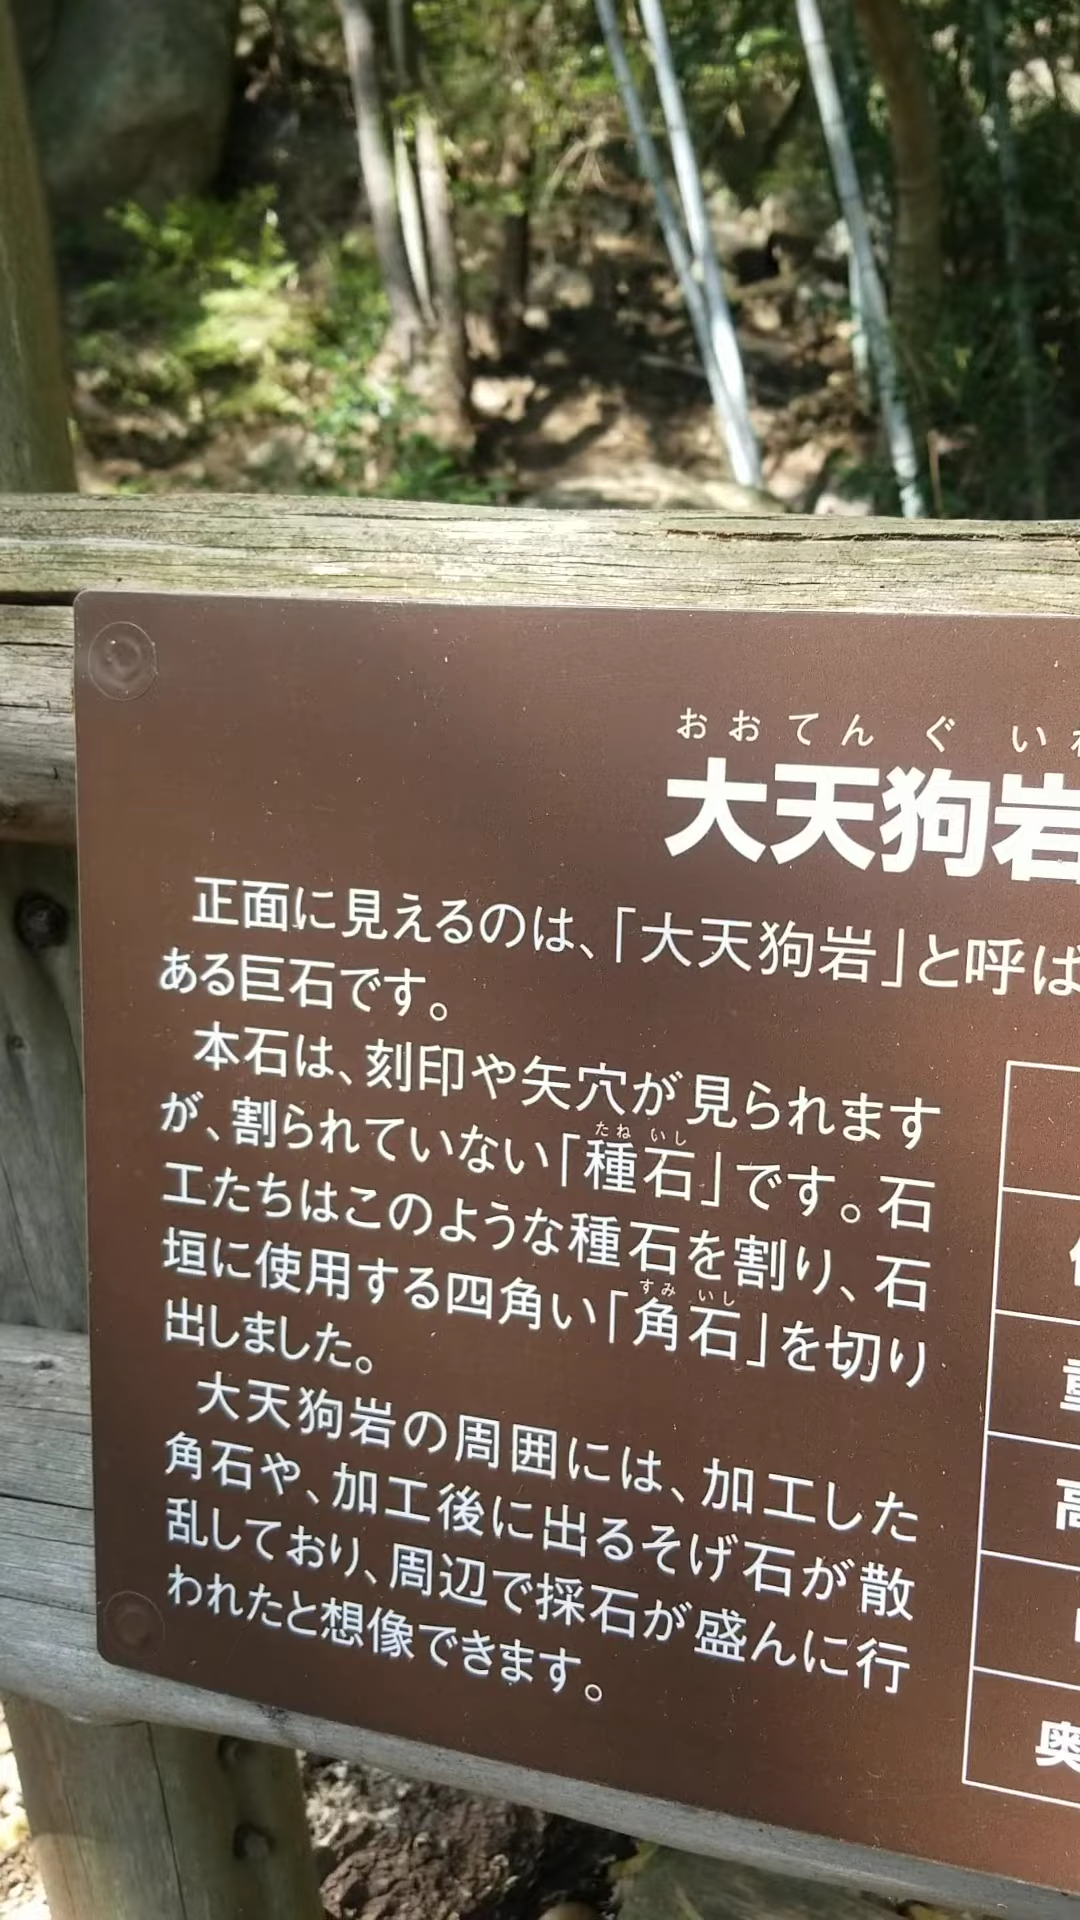 おおてんぐい
大天狗岩
正面に見えるのは、「大天狗岩」と呼ば
ある巨石です。
本石は、刻印や矢穴が見られます
が、割られていない「種石」です。石
たねいし
工たちはこのような種石を割り、石
垣に使用する四角い「角石」を切り
すみいし
出しました。
大天狗岩の周囲には、加工した
角石や、加工後に出るそげ石が散
乱しており、周辺で採石が盛んに行
われたと想像できます。
高
奥